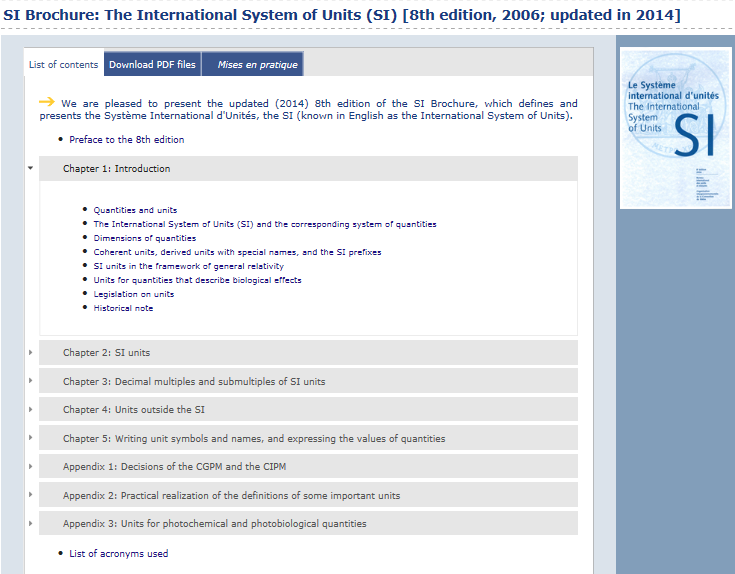 SI Brochure: The International System of Units (SI) [8th edition, 2006; updated in 2014]
List of contents
Download PDF files
Mises en pratique
We are pleased to present the updated (2014) 8th edition of the SI Brochure, which defines and
presents the Système International d'Unités, the SI (known in English as the International System of Units).
Preface to the 8th edition
Chapter 1: Introduction
Quantities and units
The International System of Units (SI) and the corresponding system of quantities
Dimensions of quantities
Coherent units, derived units with special names, and the SI prefixes
SI units in the framework of general relativity
Units for quantities that describe biological effects
Legislation on units
Historical note
Chapter 2: SI units
Chapter 3: Decimal multiples and submultiples of SI units
Chapter 4: Units outside the SI
Chapter 5: Writing unit symbols and names, and expressing the values of quantities
Appendix 1: Decisions of the CGPM and the CIPM
Appendix 2: Practical realization of the definitions of some important units
Appendix 3: Units for photochemical and photobiological quantities
List of acronyms used
Le Système
international d'unités
The International
System
of Units
SI